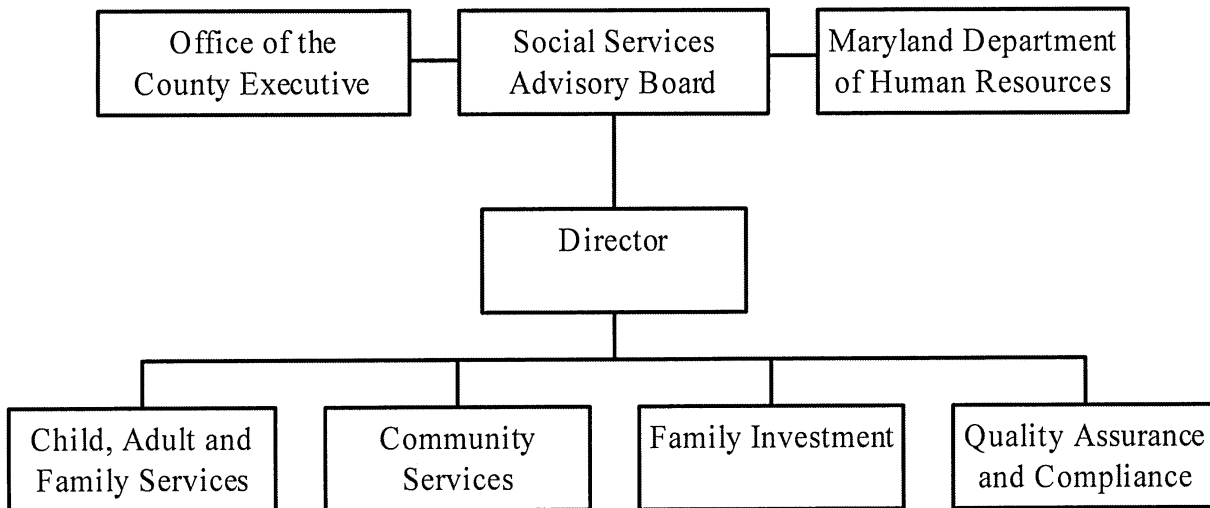 Office of the
County Executive
Social Services
Advisory Board
Maryland Department
of Human Resources
Director
Child, Adult and
Family Services
Community
Services
Family Investment
Quality Assurance
and Compliance